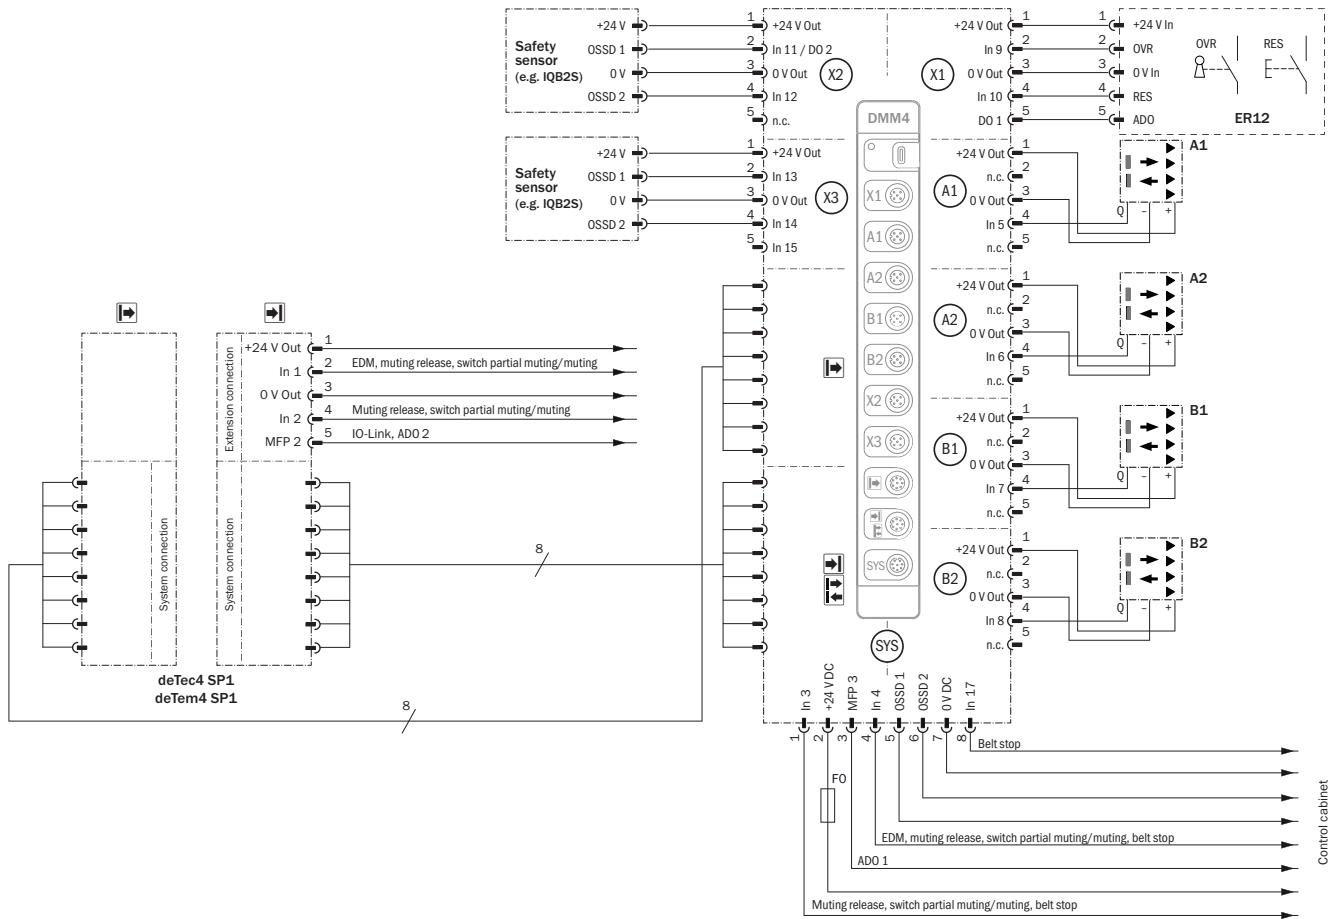 Safety
sensor
(e.g. IQB2S)
+24 V
OSSD 1
0 V
OSSD 2
1
2
3
4
5
+24 V Out
In 11 / DO 2
0 V Out
In 12
n.c.
X2
X1
+24 V Out
In 9
0 V Out
In 10
DO 1
1
2
3
4
5
1
2
3
4
5
+24 V In
OVR
0 V In
RES
ADO
OVR
RES
ER12
Safety
sensor
(e.g. IQB2S)
+24 V
OSSD 1
0 V
OSSD 2
1
2
3
4
5
+24 V Out
In 13
0 V Out
In 14
In 15
X3
DMM4
X1
A1
A2
B1
B2
X2
X3
SYS
A1
+24 V Out
n.c.
0 V Out
In 5
n.c.
1
2
3
4
5
Q
–
+
A1
A2
+24 V Out
n.c.
0 V Out
In 6
n.c.
1
2
3
4
5
Q
–
+
A2
B1
+24 V Out
n.c.
0 V Out
In 7
n.c.
1
2
3
4
5
Q
–
+
B1
B2
+24 V Out
n.c.
0 V Out
In 8
n.c.
1
2
3
4
5
Q
–
+
B2
Extension connection
+24 V Out
In 1
0 V Out
In 2
MFP 2
1
2 EDM, muting release, switch partial muting/muting
3
4 Muting release, switch partial muting/muting
5 IO-Link, ADO 2
System connection
System connection
8
8
deTec4 SP1
deTem4 SP1
SYS
In 3
+24 V DC
MFP 3
In 4
OSSD 1
OSSD 2
0 V DC
In 17
1
2
3
4
5
6
7
8
Belt stop
F0
EDM, muting release, switch partial muting/muting, belt stop
ADO 1
Muting release, switch partial muting/muting, belt stop
Control cabinet